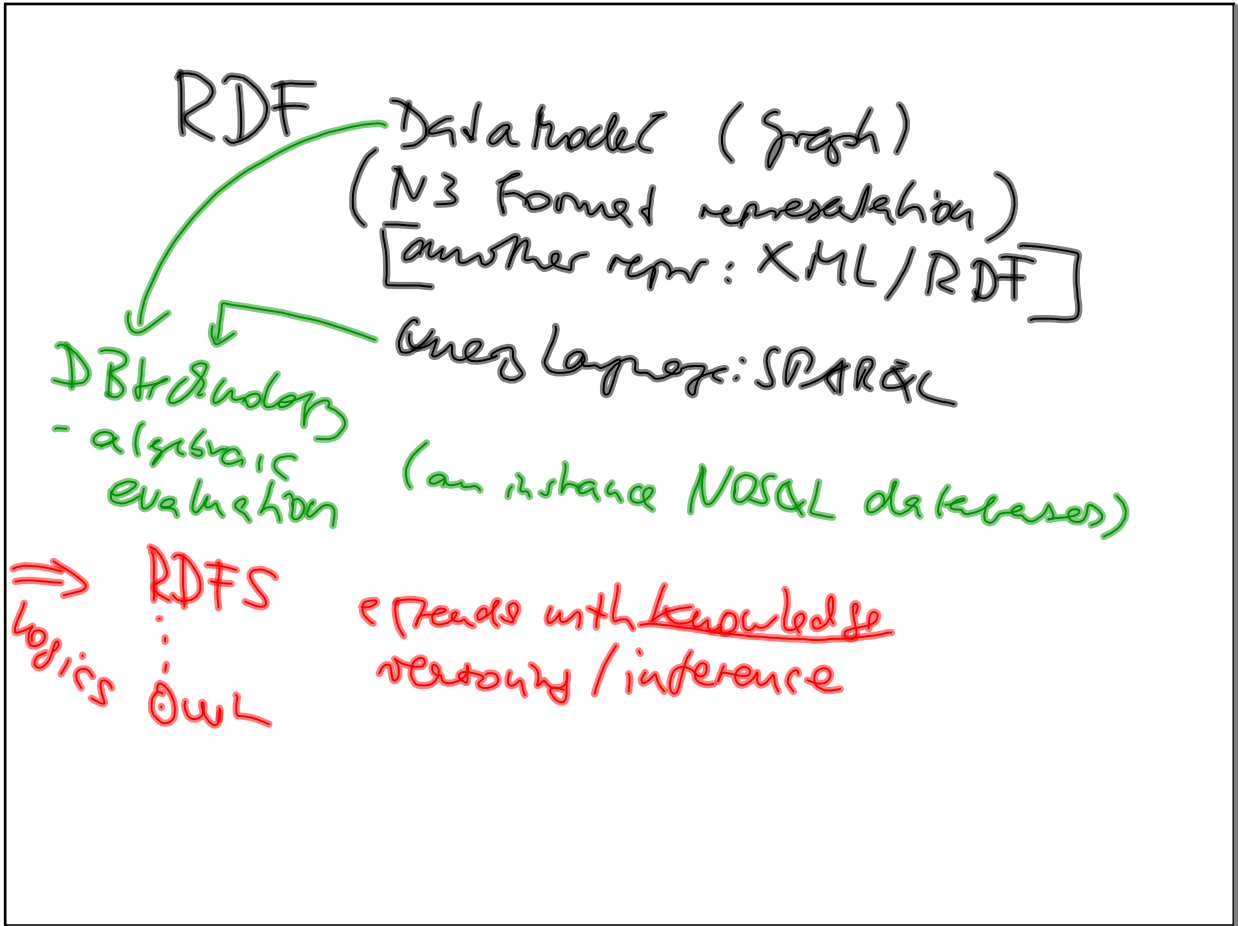 RDF Data Model (graph)
(N3 Format representation)
[another repr: XML/RDF]
Query Language: SPARQL
DB technology
- algebraic
evaluation
(an instance NOSQL databases)
⇒ RDFS
Logics
OWL
extends with knowledge
reasoning / inference